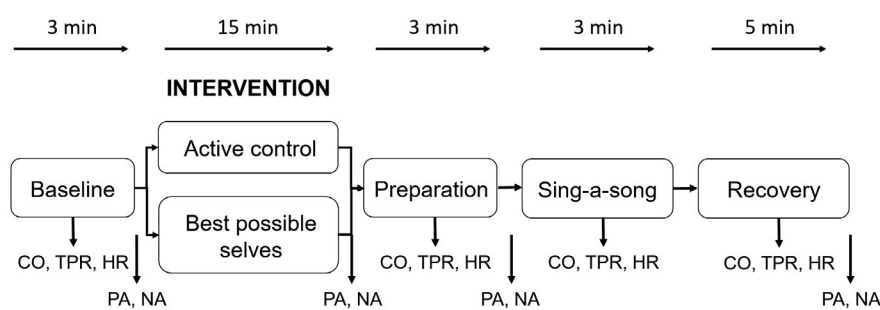 3 min
15 min
3 min
3 min
5 min
INTERVENTION
Active control
Baseline
Preparation
Sing-a-song
Recovery
Best possible
selves
CO, TPR, HR
CO, TPR, HR
CO, TPR, HR
CO, TPR, HR
PA, NA
PA, NA
PA, NA
PA, NA